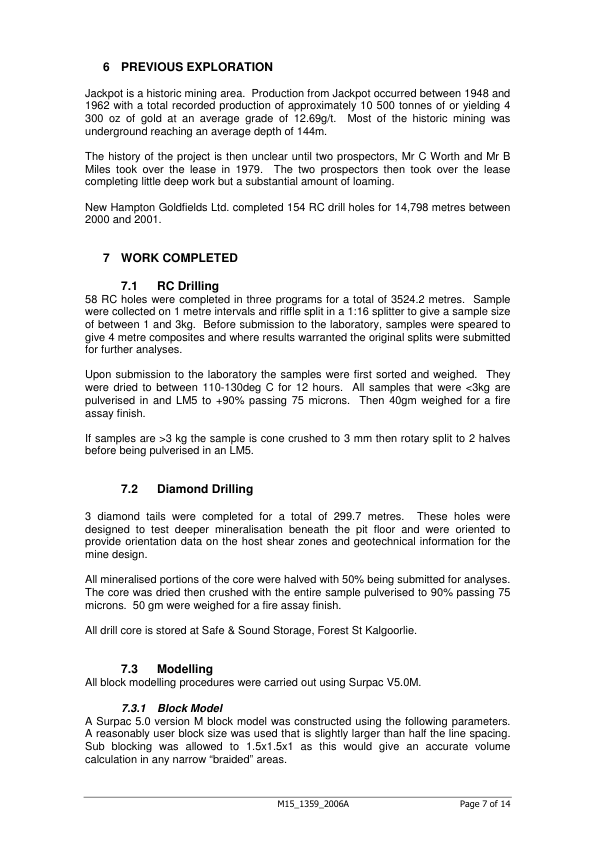 6 PREVIOUS EXPLORATION
Jackpot is a historic mining area. Production from Jackpot occurred between 1948 and
1962 with a total recorded production of approximately 10 500 tonnes of or yielding 4
300 oz of gold at an average grade of 12.69g/t. Most of the historic mining was
underground reaching an average depth of 144m.
The history of the project is then unclear until two prospectors, Mr C Worth and Mr B
Miles took over the lease in 1979. The two prospectors then took over the lease
completing little deep work but a substantial amount of loaming.
New Hampton Goldfields Ltd. completed 154 RC drill holes for 14,798 metres between
2000 and 2001.
7 WORK COMPLETED
7.1 RC Drilling
58 RC holes were completed in three programs for a total of 3524.2 metres. Sample
were collected on 1 metre intervals and riffle split in a 1:16 splitter to give a sample size
of between 1 and 3kg. Before submission to the laboratory, samples were speared to
give 4 metre composites and where results warranted the original splits were submitted
for further analyses.
Upon submission to the laboratory the samples were first sorted and weighed. They
were dried to between 110-130deg C for 12 hours. All samples that were <3kg are
pulverised in and LM5 to +90% passing 75 microns. Then 40gm weighed for a fire
assay finish.
If samples are >3 kg the sample is cone crushed to 3 mm then rotary split to 2 halves
before being pulverised in an LM5.
7.2 Diamond Drilling
3 diamond tails were completed for a total of 299.7 metres. These holes were
designed to test deeper mineralisation beneath the pit floor and were oriented to
provide orientation data on the host shear zones and geotechnical information for the
mine design.
All mineralised portions of the core were halved with 50% being submitted for analyses.
The core was dried then crushed with the entire sample pulverised to 90% passing 75
microns. 50 gm were weighed for a fire assay finish.
All drill core is stored at Safe & Sound Storage, Forest St Kalgoorlie.
7.3 Modelling
All block modelling procedures were carried out using Surpac V5.0M.
7.3.1 Block Model
A Surpac 5.0 version M block model was constructed using the following parameters.
A reasonably user block size was used that is slightly larger than half the line spacing.
Sub blocking was allowed to 1.5x1.5x1 as this would give an accurate volume
calculation in any narrow “braided” areas.
M15_1359_2006A Page 7 of 14